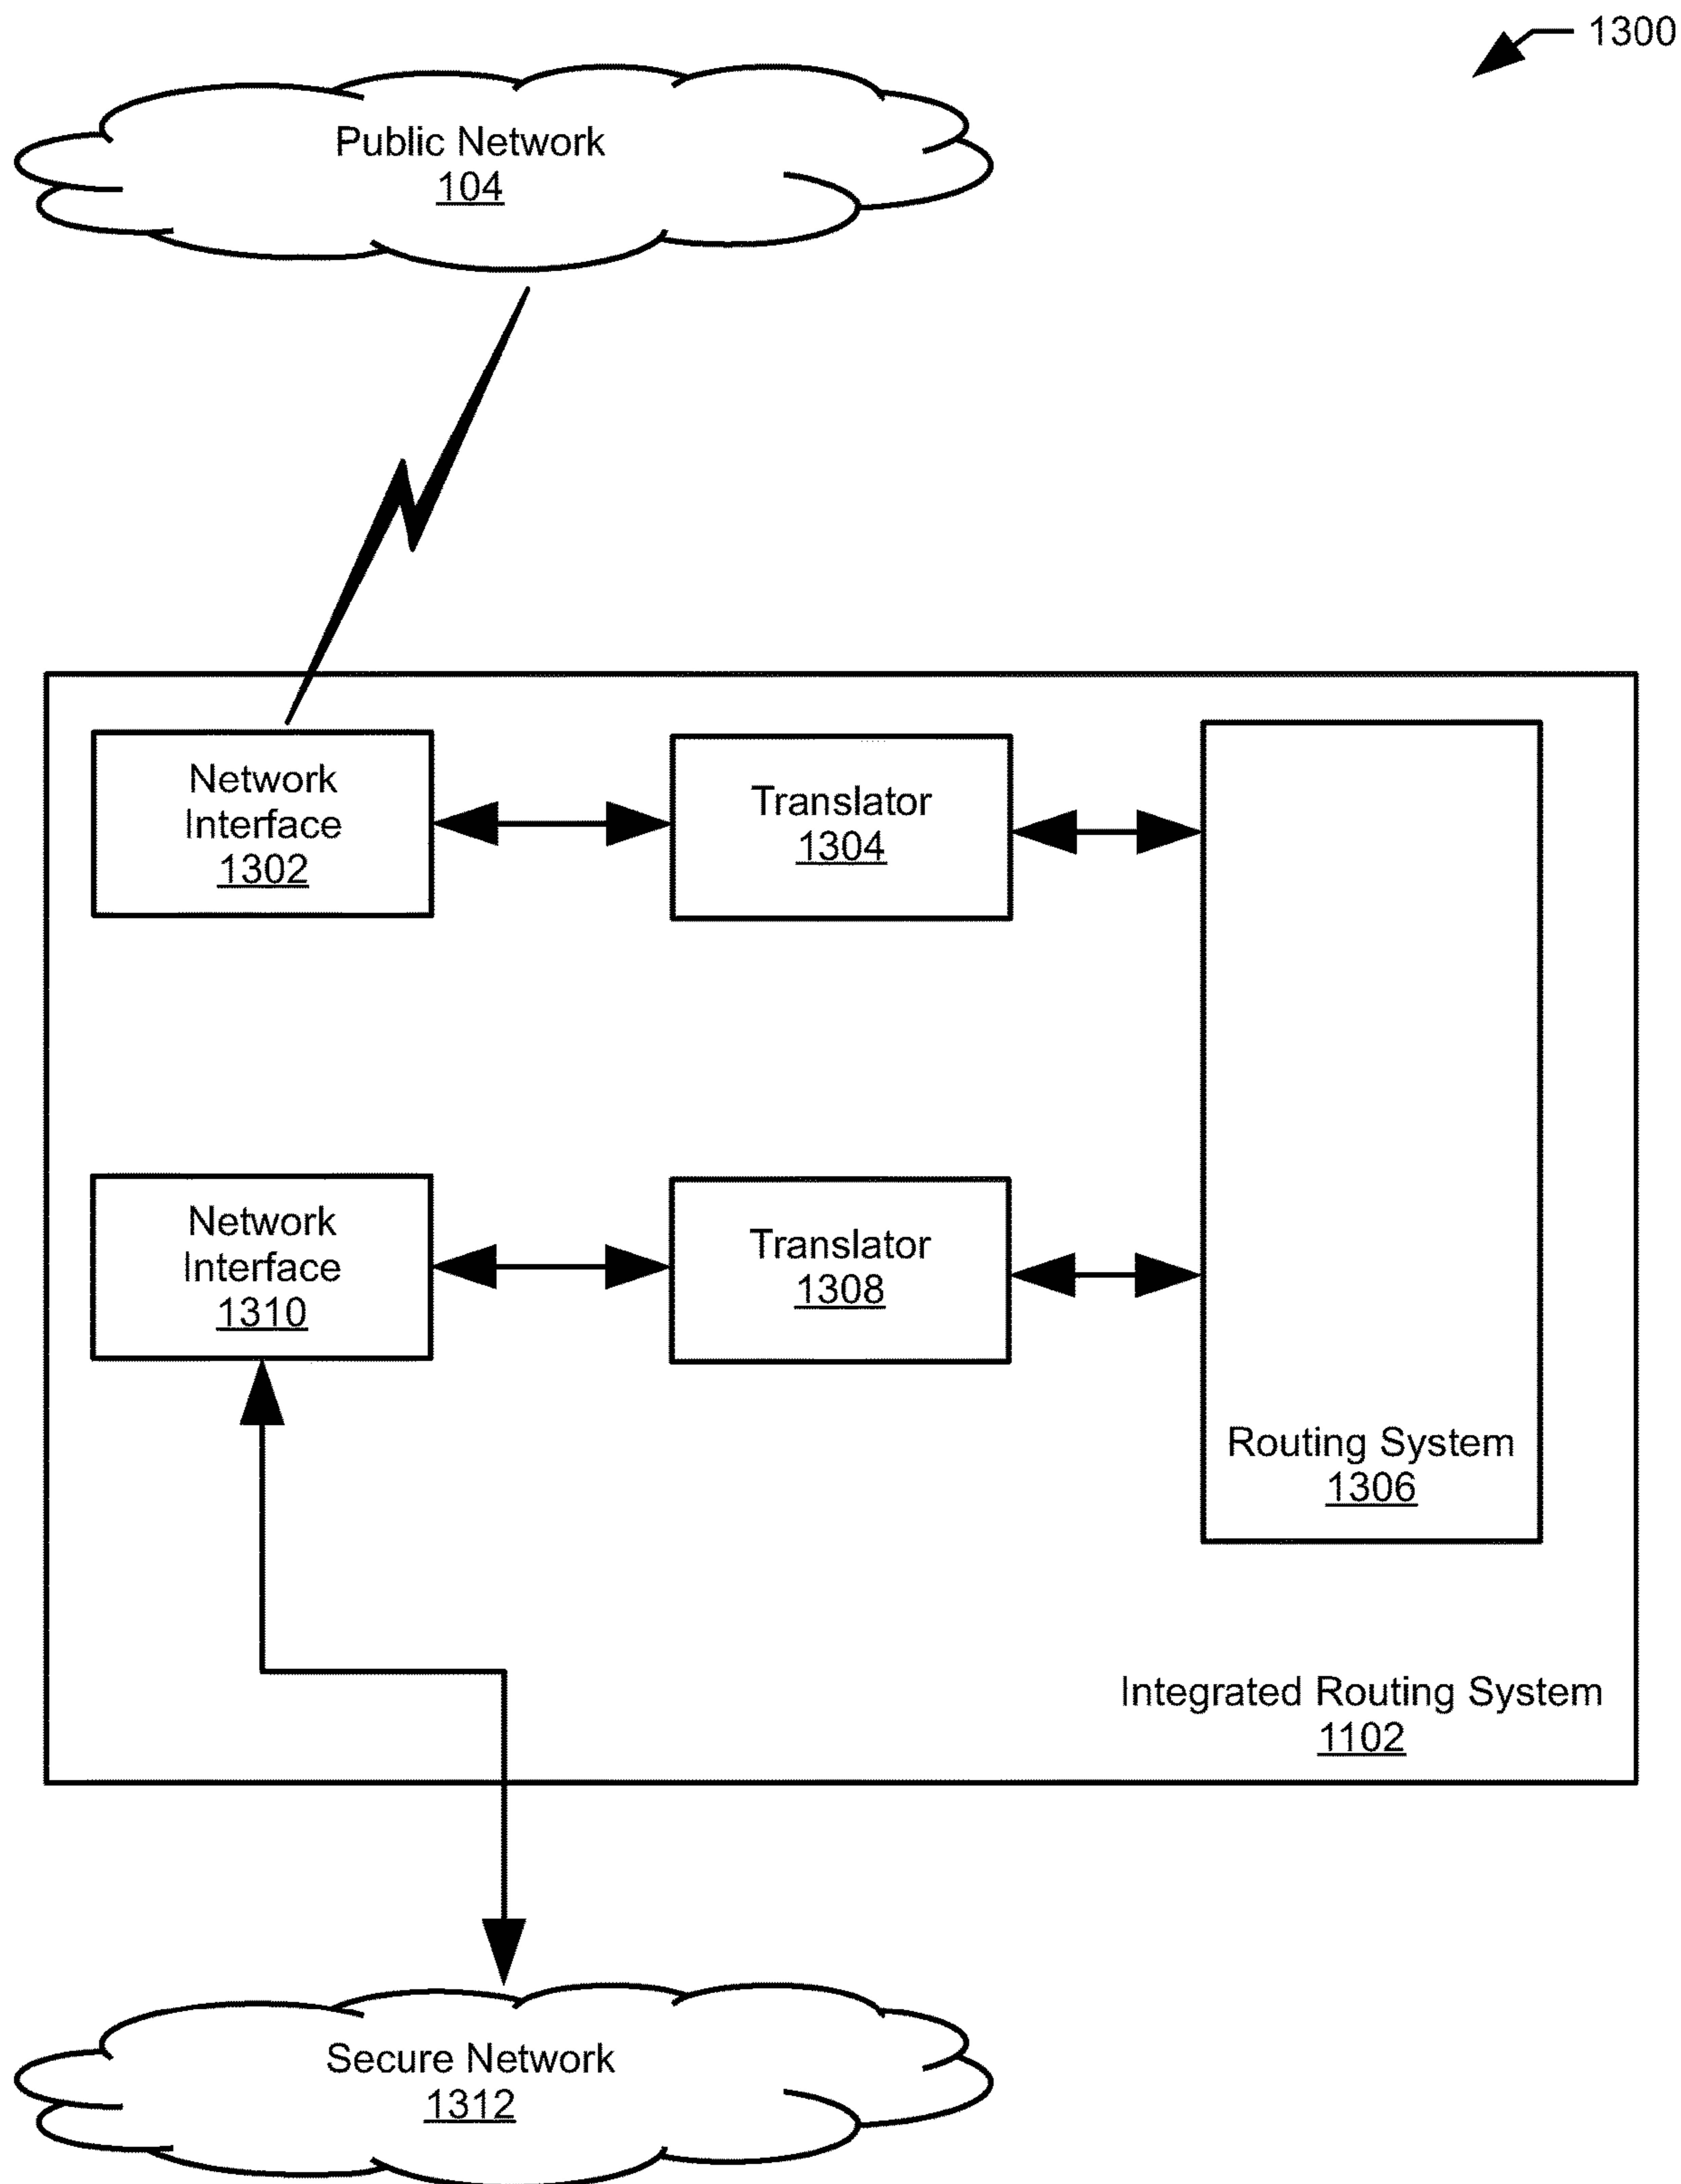 1300
Public Network
104
Network
Interface
1302
Translator
1304
Network
Interface
1310
Translator
1308
Routing System
1306
Integrated Routing System
1102
Secure Network
1312